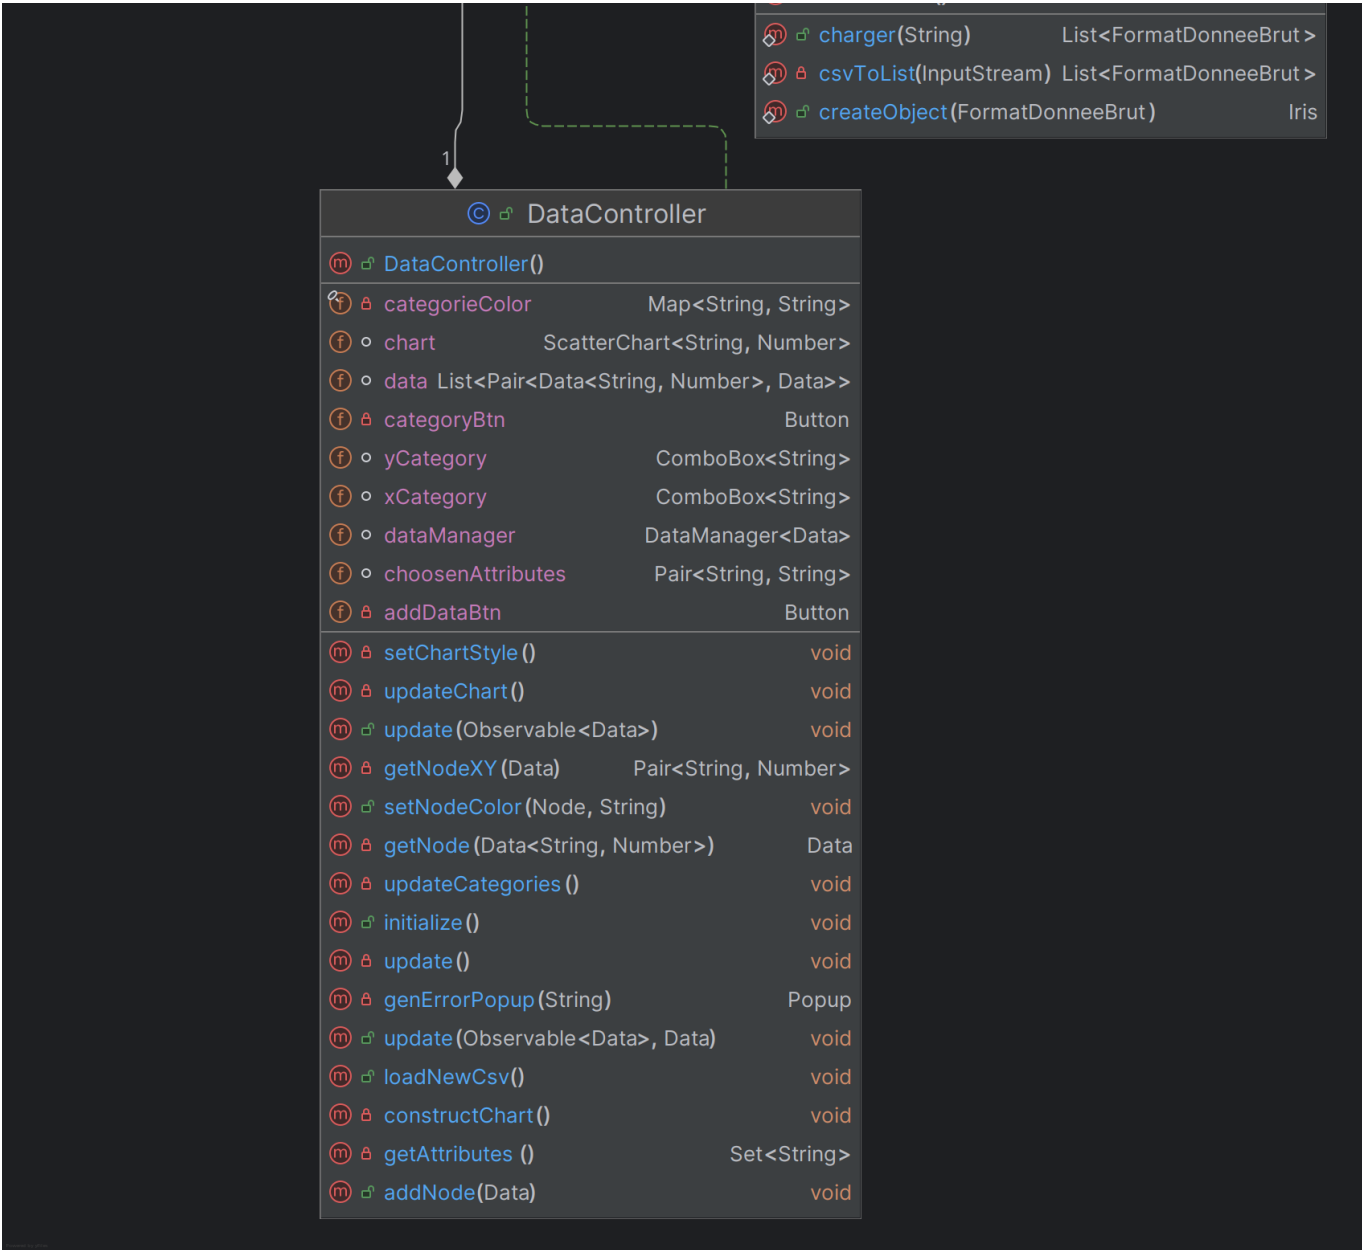 charger(String) List<FormatDonneeBrut>
csvToList(InputStream) List<FormatDonneeBrut>
createObject(FormatDonneeBrut) Iris
1
DataController
DataController()
categorieColor Map<String, String>
chart ScatterChart<String, Number>
data List<Pair<Data<String, Number>, Data>>
categoryBtn Button
yCategory ComboBox<String>
xCategory ComboBox<String>
dataManager DataManager<Data>
choosenAttributes Pair<String, String>
addDataBtn Button
setChartStyle() void
updateChart() void
update(Observable<Data>) void
getNodeXY(Data) Pair<String, Number>
setNodeColor(Node, String) void
getNode(Data<String, Number>) Data
updateCategories() void
initialize() void
update() void
genErrorPopup(String) Popup
update(Observable<Data>, Data) void
loadNewCsv() void
constructChart() void
getAttributes() Set<String>
addNode(Data) void